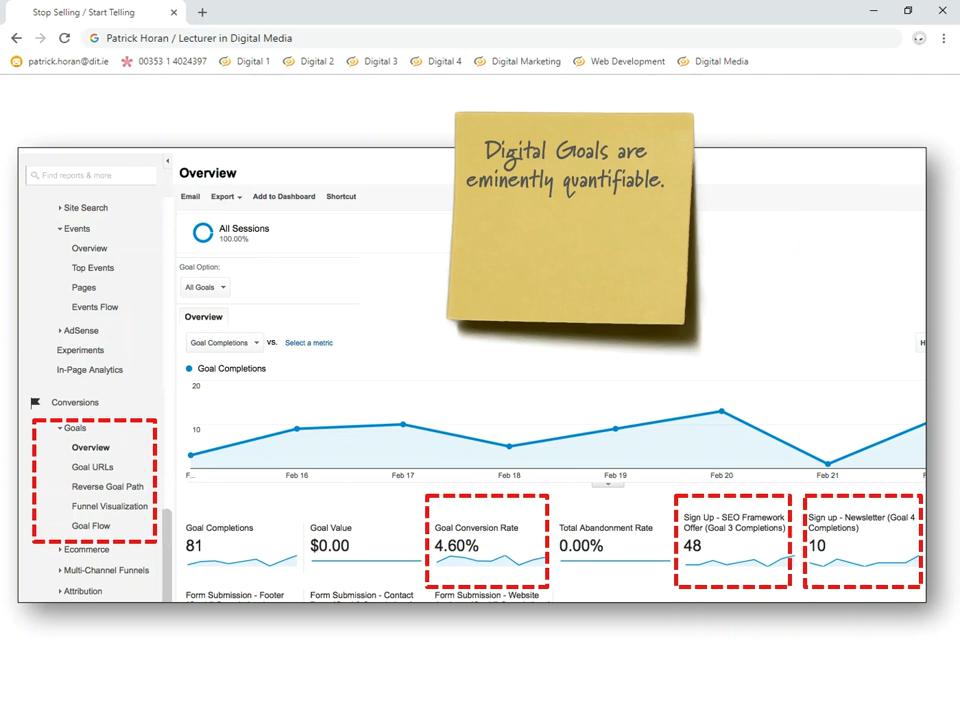 Stop Selling / Start Telling
Patrick Horan / Lecturer in Digital Media
patrick.horan@dit.ie
00353 1 4024397
Digital 1
Digital 2
Digital 3
Digital 4
Digital Marketing
Web Development
Digital Media
Digital Goals are
eminently quantifiable.
Find reports & more
Site Search
Events
Overview
Top Events
Pages
Events Flow
AdSense
Experiments
In-Page Analytics
Conversions
Goals
Overview
Goal URLs
Reverse Goal Path
Funnel Visualization
Goal Flow
Ecommerce
Multi-Channel Funnels
Attribution
Overview
Email
Export
Add to Dashboard
Shortcut
All Sessions
100.00%
Goal Option:
All Goals
Overview
Goal Completions
VS.
Select a metric
H
Goal Completions
20
10
F...
Feb 16
Feb 17
Feb 18
Feb 19
Feb 20
Feb 21
Goal Completions
81
Goal Value
$0.00
Goal Conversion Rate
4.60%
Total Abandonment Rate
0.00%
Sign Up - SEO Framework
Offer (Goal 3 Completions)
48
Sign up - Newsletter (Goal 4
Completions)
10
Form Submission - Footer
Form Submission - Contact
Form Submission - Website